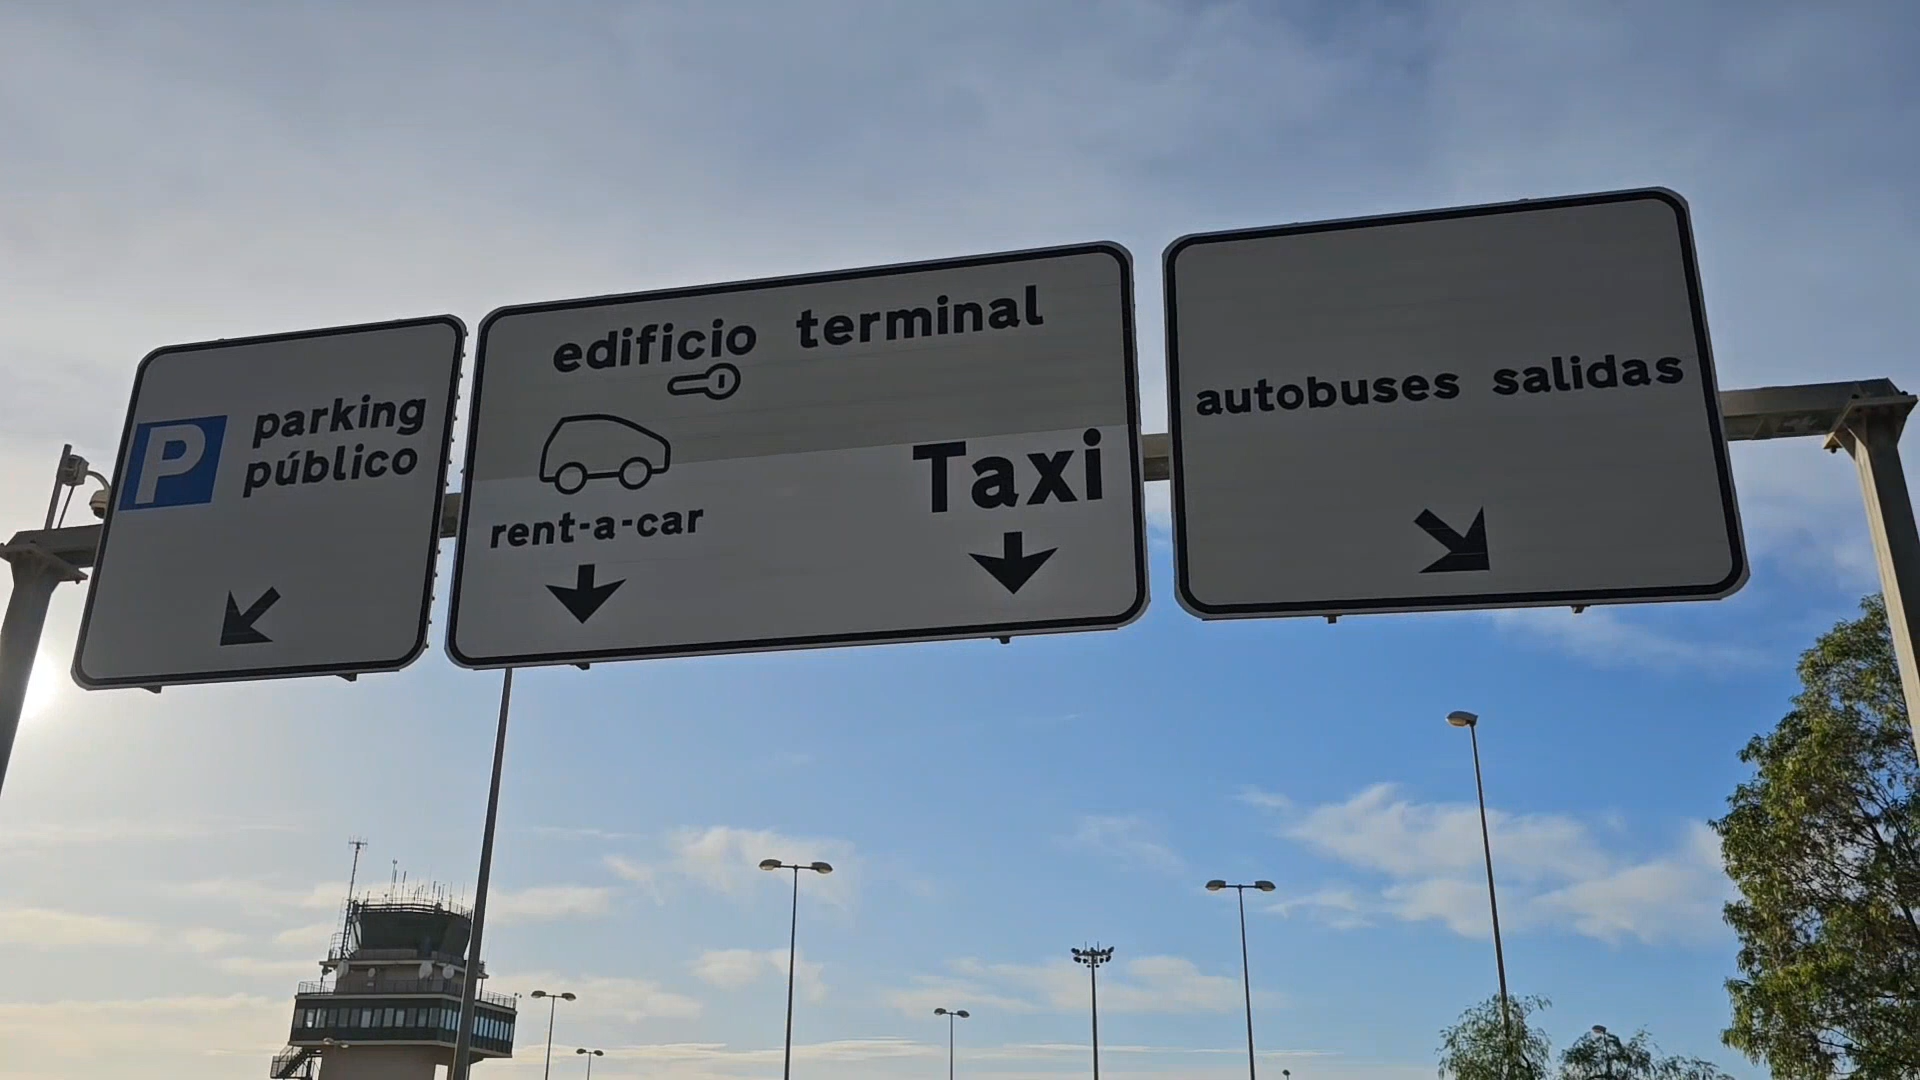 P
parking
público
edificio terminal
rent-a-car
Taxi
autobuses salidas